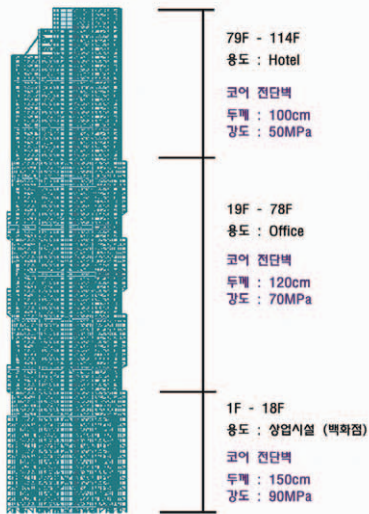 79F - 114F
용도 : Hotel
코어 전단벽
두께 : 100cm
강도 : 50MPa
19F - 78F
용도 : Office
코어 전단벽
두께 : 120cm
강도 : 70MPa
1F - 18F
용도 : 상업시설 (백화점)
코어 전단벽
두께 : 150cm
강도 : 90MPa